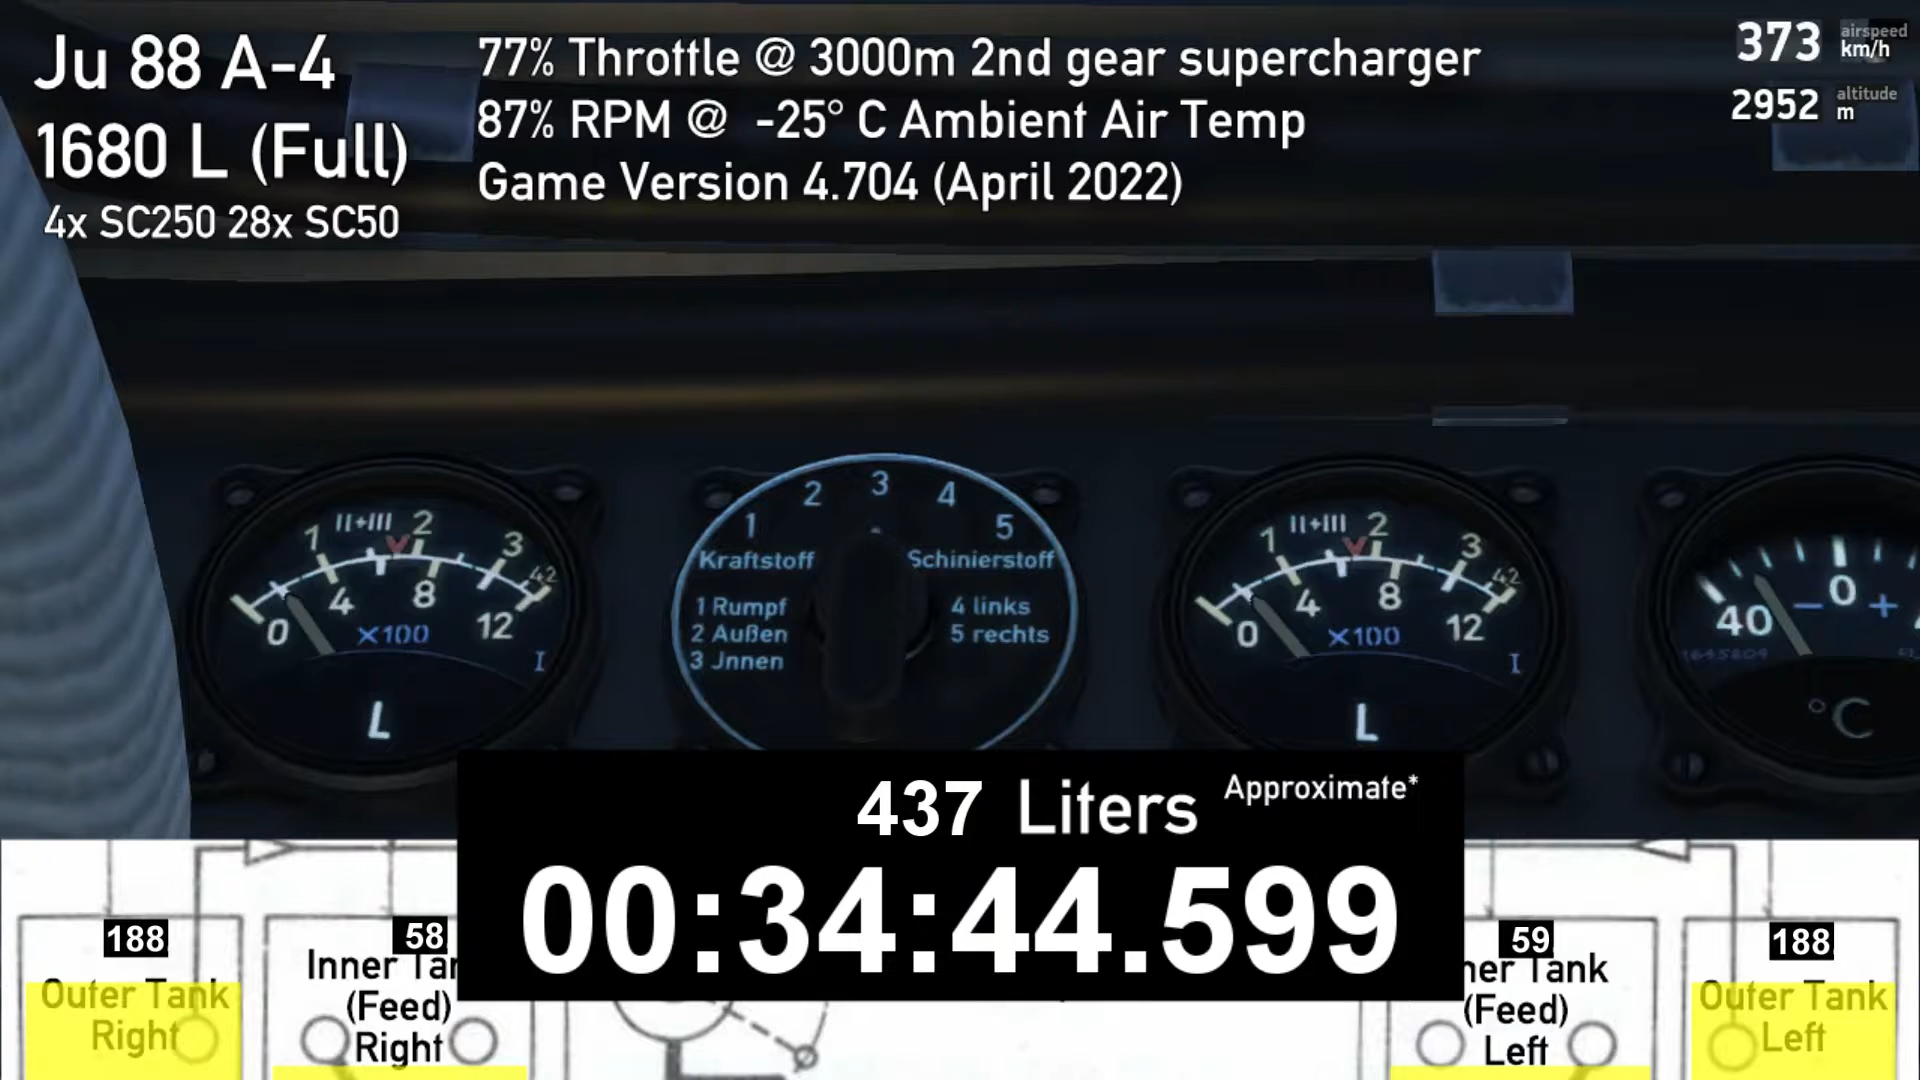 Ju 88 A-4
1680 L (Full)
4x SC250 28x SC50
77% Throttle @ 3000m 2nd gear supercharger
87% RPM @ -25° C Ambient Air Temp
Game Version 4.704 (April 2022)
373 airspeed km/h
2952 altitude m
1 II+III 2 3 42
0 4 8 12
X100
I
L
1 2 3 4 5
Kraftstoff Schinierstoff
1 Rumpf 4 links
2 Außen 5 rechts
3 Jnnen
1 II+III 2 3 42
0 4 8 12
X100
I
L
40 - 0 +
°C
437 Liters Approximate*
00:34:44.599
188
Outer Tank
Right
58
Inner Tan
(Feed)
Right
59
ner Tank
(Feed)
Left
188
Outer Tank
Left